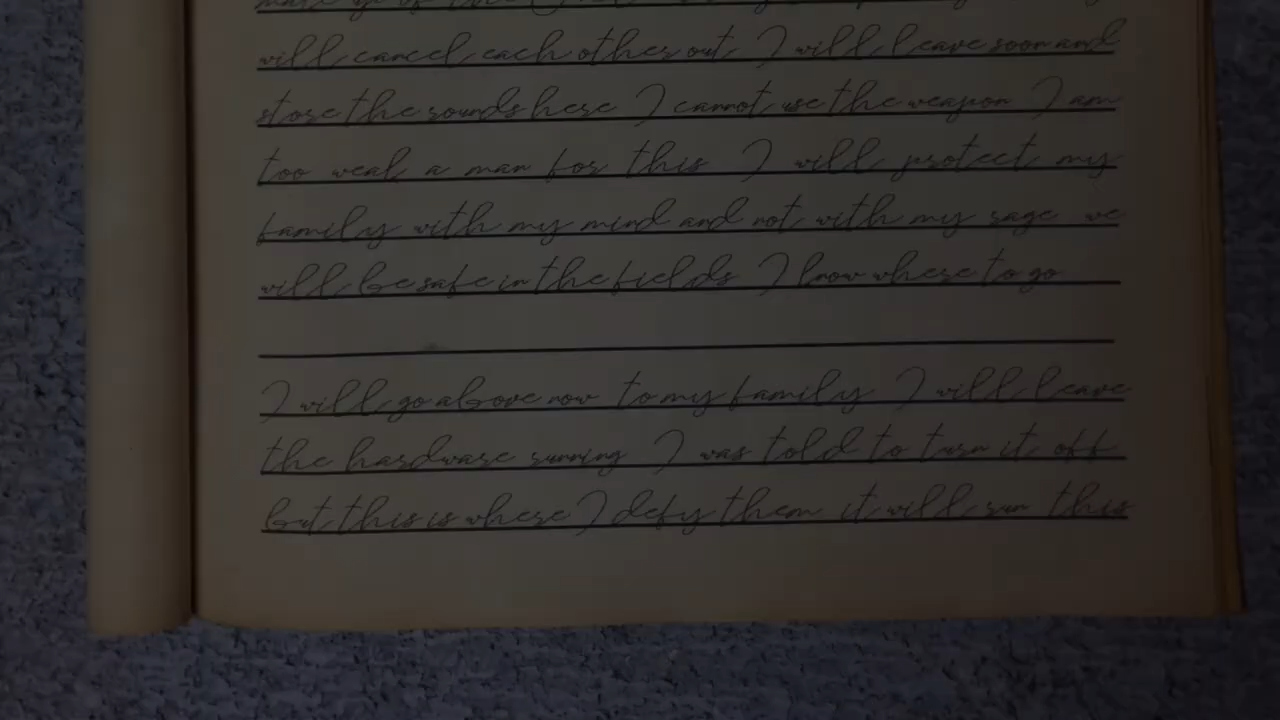 will cancel each other out I will leave soon and
store the sounds here I cannot use the weapon I am
too weak a man for this I will protect my
family with my mind and not with my rage we
will be safe in the fields I know where to go
I will go above now to my family I will leave
the hardware running I was told to turn it off
but this is where I defy them it will run this